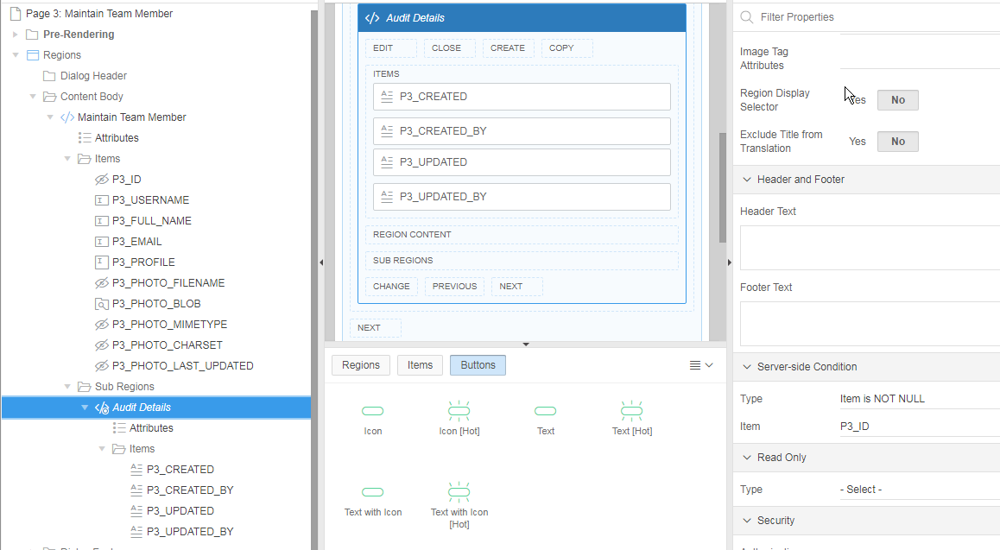 Page 3: Maintain Team Member
Pre-Rendering
Regions
Dialog Header
Content Body
Maintain Team Member
Attributes
Items
P3_ID
P3_USERNAME
P3_FULL_NAME
P3_EMAIL
P3_PROFILE
P3_PHOTO_FILENAME
P3_PHOTO_BLOB
P3_PHOTO_MIMETYPE
P3_PHOTO_CHARSET
P3_PHOTO_LAST_UPDATED
Sub Regions
Audit Details
Attributes
Items
P3_CREATED
P3_CREATED_BY
P3_UPDATED
P3_UPDATED_BY
Audit Details
EDIT CLOSE CREATE COPY
ITEMS
P3_CREATED
P3_CREATED_BY
P3_UPDATED
P3_UPDATED_BY
REGION CONTENT
SUB REGIONS
CHANGE PREVIOUS NEXT
NEXT
Regions Items Buttons
Icon Icon [Hot] Text Text [Hot]
Text with Icon Text with Icon
[Hot]
Filter Properties
Image Tag
Attributes
Region Display
Selector
Yes No
Exclude Title from
Translation
Yes No
Header and Footer
Header Text
Footer Text
Server-side Condition
Type Item is NOT NULL
Item P3_ID
Read Only
Type - Select -
Security